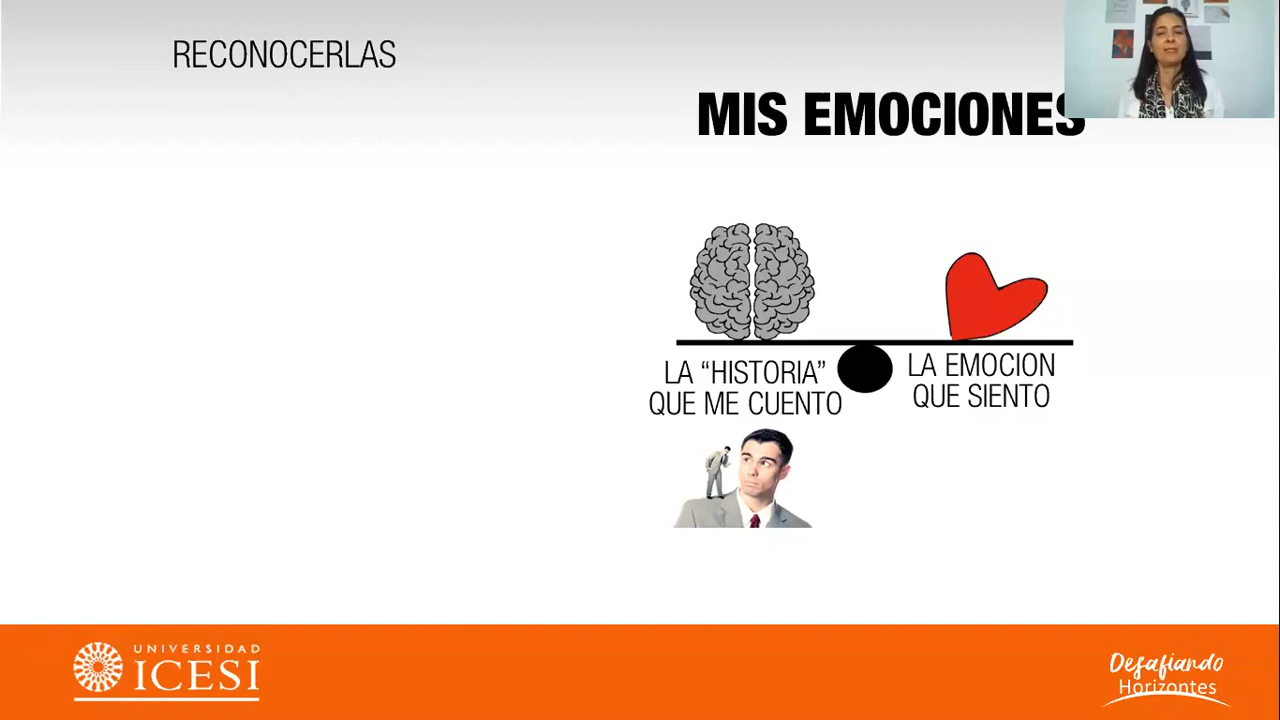 RECONOCERLAS
MIS EMOCIONES
LA “HISTORIA”
QUE ME CUENTO
LA EMOCION
QUE SIENTO
UNIVERSIDAD
ICESI
Desafiando
Horizontes